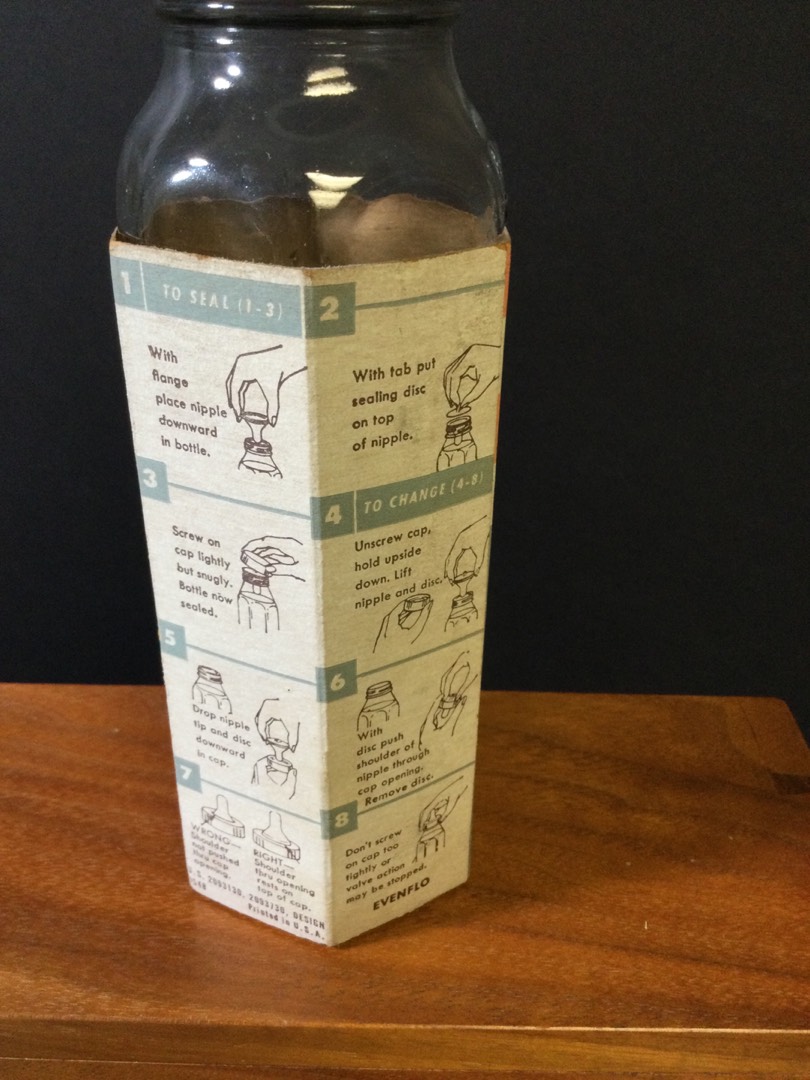 1
TO SEAL (1-3)
With
flange
place nipple
downward
in bottle.
2
With tab put
sealing disc
on top
of nipple.
3
Screw on
cap lightly
but snugly.
Bottle now
sealed.
4
TO CHANGE (4-8)
Unscrew cap,
hold upside
down. Lift
nipple and disc.
5
Drop nipple
tip and disc
downward
in cap.
6
With
disc push
shoulder of
nipple through
cap opening.
Remove disc.
7
WRONG—
Shoulder
not pushed
thru cap
opening.
RIGHT—
Shoulder
thru opening
rests on
top of cap.
8
Don't screw
on cap too
tightly or
valve action
may be stopped.
EVENFLO
DESIGN
Printed in U.S.A.